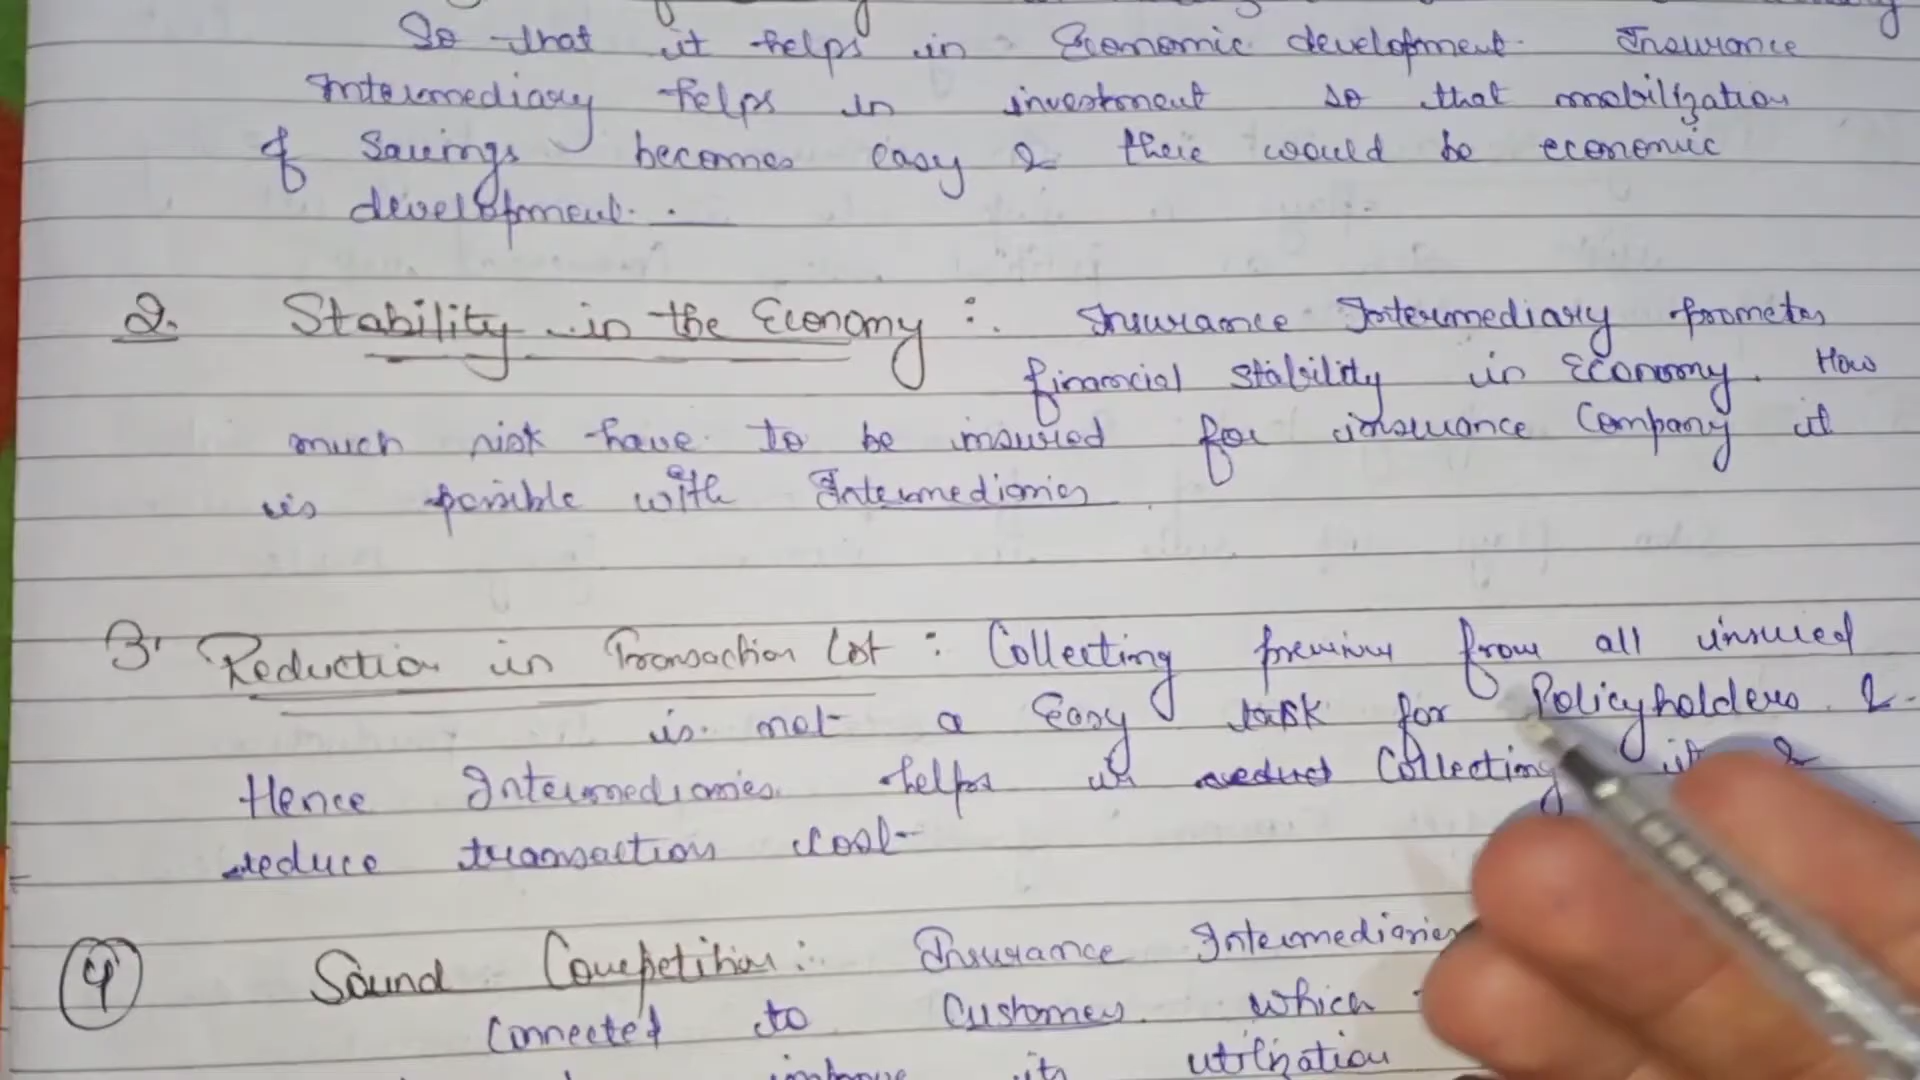 So that it helps in Economic development. Insurance
Intermediary helps in investment so that mobilization
of Savings becomes easy & their would be economic
development.
2. Stability in the Economy :. Insurance Intermediary promotes
financial stability in Economy. How
much risk have to be insured for insurance Company it
is possible with Intermediaries.
3. Reduction in Transaction Cost : Collecting premium from all insured
is not a Easy task for Policyholders. &
Hence Intermediaries helps in Collecting it &
reduce transaction cost
4 Sound Competition : Insurance Intermediaries
Connected to Customers. which
improve its utilization